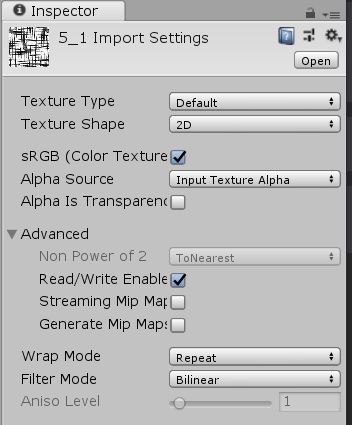 Inspector
5_1 Import Settings
Open
Texture Type Default
Texture Shape 2D
sRGB (Color Texture
Alpha Source Input Texture Alpha
Alpha Is Transparenc
Advanced
Non Power of 2 ToNearest
Read/Write Enable
Streaming Mip Map
Generate Mip Maps
Wrap Mode Repeat
Filter Mode Bilinear
Aniso Level 1